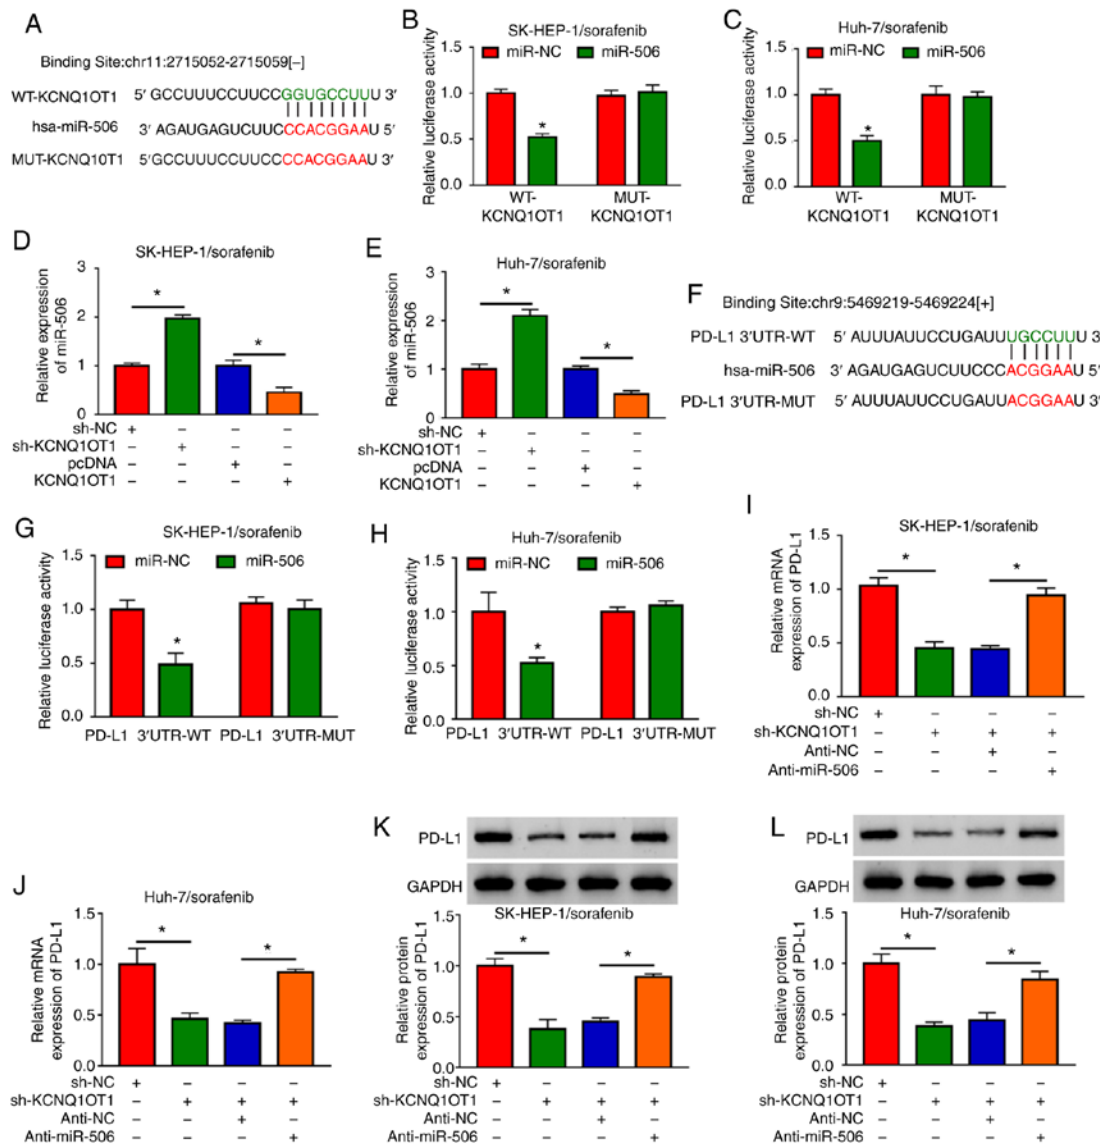 A
Binding Site:chr11:2715052-2715059[–]
WT-KCNQ1OT1 5′ GCCUUUCCUUCCGGUGCCUUU 3′
hsa-miR-506 3′ AGAUGAGUCUUCCCACGGAAU 5′
MUT-KCNQ10T1 5′GCCUUUCCUUCCCCACGGAAU 3′
B
SK-HEP-1/sorafenib
miR-NC miR-506
Relative luciferase activity
1.5
1.0
0.5
0.0
*
WT-KCNQ1OT1 MUT-KCNQ1OT1
C
Huh-7/sorafenib
miR-NC miR-506
Relative luciferase activity
1.5
1.0
0.5
0.0
*
WT-KCNQ1OT1 MUT-KCNQ1OT1
D
SK-HEP-1/sorafenib
Relative expression
of miR-506
3
2
1
0
* *
sh-NC + – – –
sh-KCNQ1OT1 – + – –
pcDNA – – + –
KCNQ1OT1 – – – +
E
Huh-7/sorafenib
Relative expression
of miR-506
3
2
1
0
* *
sh-NC + – – –
sh-KCNQ1OT1 – + – –
pcDNA – – + –
KCNQ1OT1 – – – +
F
Binding Site:chr9:5469219-5469224[+]
PD-L1 3′UTR-WT 5′ AUUUAUUCCUGAUUUGCCUUU 3′
hsa-miR-506 3′ AGAUGAGUCUUCCCACGGAAU 5′
PD-L1 3′UTR-MUT 5′ AUUUAUUCCUGAUUACGGAAU 3′
G
SK-HEP-1/sorafenib
miR-NC miR-506
Relative luciferase activity
1.5
1.0
0.5
0.0
*
PD-L1 3′UTR-WT PD-L1 3′UTR-MUT
H
Huh-7/sorafenib
miR-NC miR-506
Relative luciferase activity
1.5
1.0
0.5
0.0
*
PD-L1 3′UTR-WT PD-L1 3′UTR-MUT
I
SK-HEP-1/sorafenib
Relative mRNA
expression of PD-L1
1.5
1.0
0.5
0.0
* *
sh-NC + – – –
sh-KCNQ1OT1 – + + +
Anti-NC – – + –
Anti-miR-506 – – – +
J
Huh-7/sorafenib
Relative mRNA
expression of PD-L1
1.5
1.0
0.5
0.0
* *
sh-NC + – – –
sh-KCNQ1OT1 – + + +
Anti-NC – – + –
Anti-miR-506 – – – +
K
PD-L1
GAPDH
SK-HEP-1/sorafenib
Relative protein
expression of PD-L1
1.5
1.0
0.5
0.0
* *
sh-NC + – – –
sh-KCNQ1OT1 – + + +
Anti-NC – – + –
Anti-miR-506 – – – +
L
PD-L1
GAPDH
Huh-7/sorafenib
Relative protein
expression of PD-L1
1.5
1.0
0.5
0.0
* *
sh-NC + – – –
sh-KCNQ1OT1 – + + +
Anti-NC – – + –
Anti-miR-506 – – – +